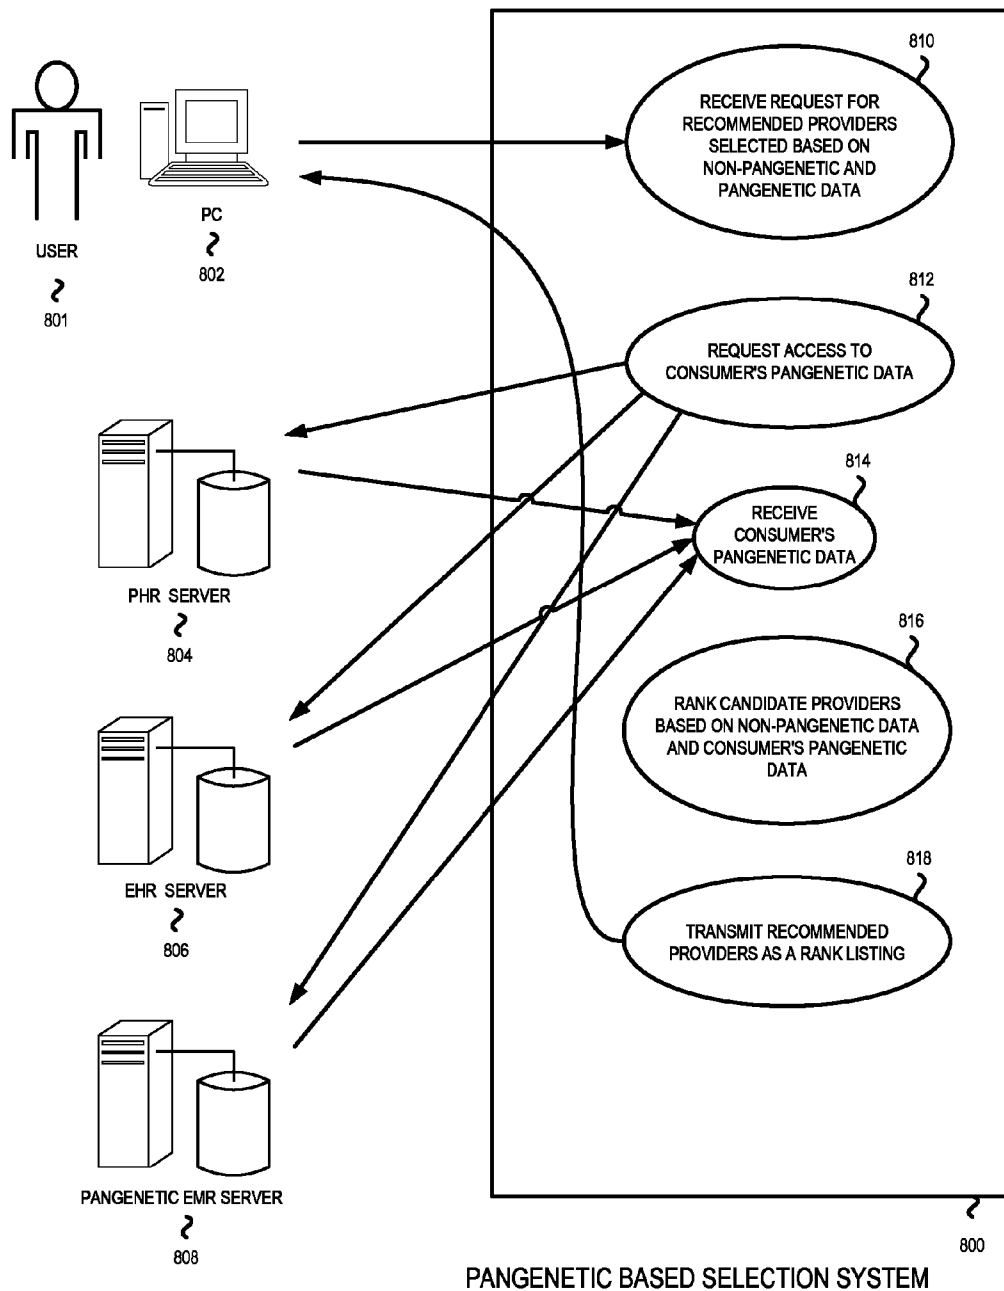 810
RECEIVE REQUEST FOR
RECOMMENDED PROVIDERS
SELECTED BASED ON
NON-PANGENETIC AND
PANGENETIC DATA
PC
802
USER
801
812
REQUEST ACCESS TO
CONSUMER'S PANGENETIC DATA
814
RECEIVE
CONSUMER'S
PANGENETIC DATA
PHR SERVER
804
816
RANK CANDIDATE PROVIDERS
BASED ON NON-PANGENETIC DATA
AND CONSUMER'S PANGENETIC
DATA
EHR SERVER
806
818
TRANSMIT RECOMMENDED
PROVIDERS AS A RANK LISTING
PANGENETIC EMR SERVER
808
800
PANGENETIC BASED SELECTION SYSTEM